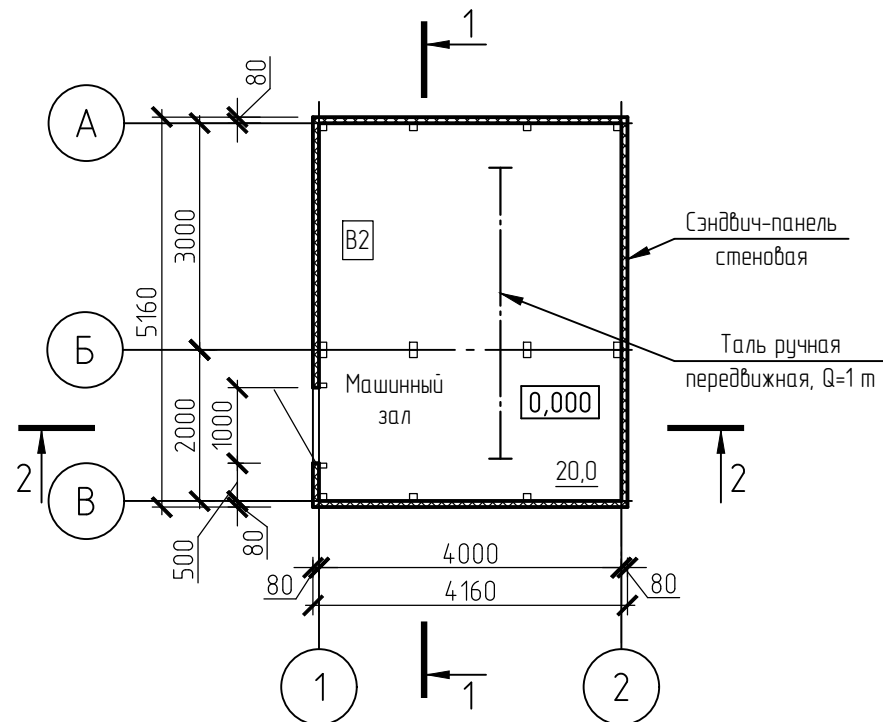 1
80
А
В2
3000
5160
Сэндвич-панель
стеновая
Б
Таль ручная
передвижная, Q=1 т
Машинный
зал
0,000
2000
1000
2
2
20,0
В
500
80
4000
80
80
4160
1
2
1